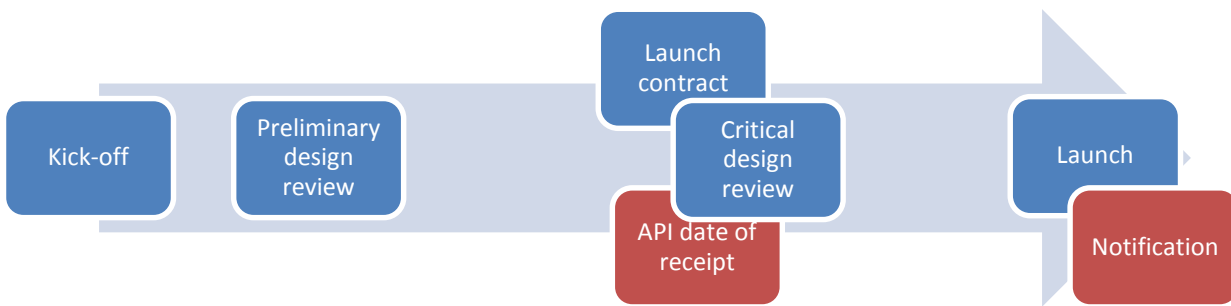 Kick-off
Preliminary
design
review
Launch
contract
Critical
design
review
API date of
receipt
Launch
Notification